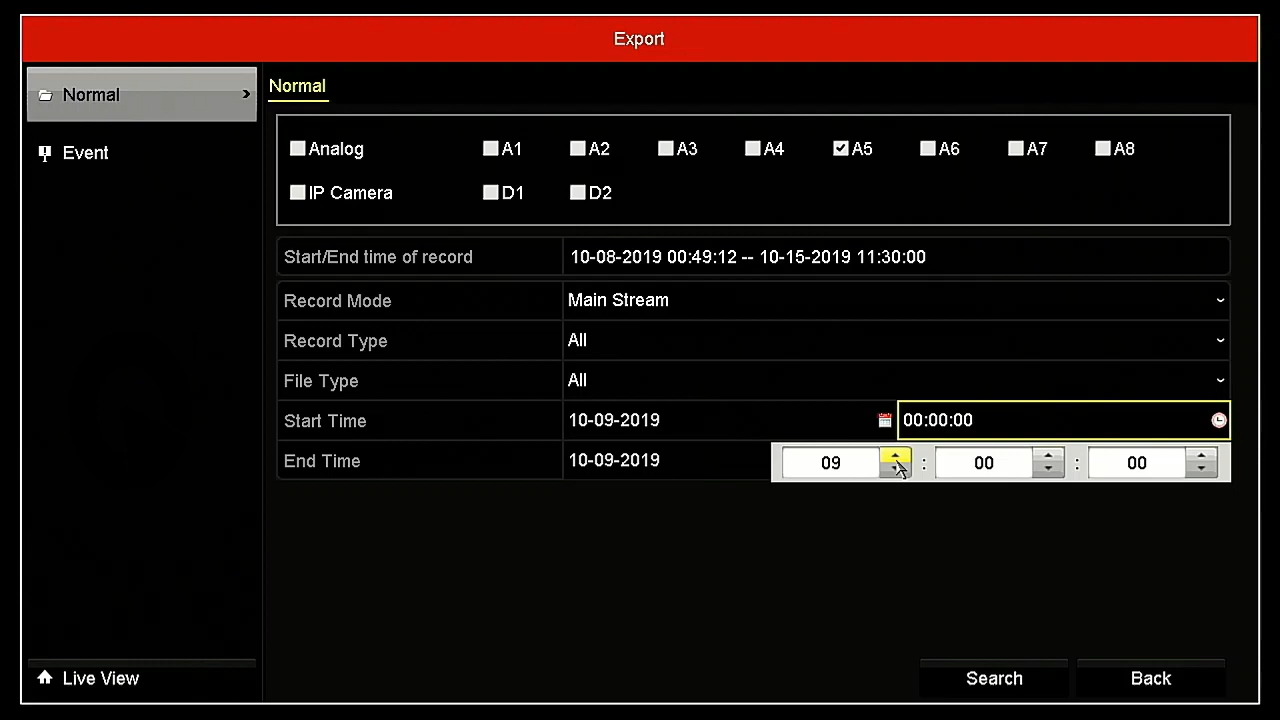 Export
Normal
Event
Normal
Analog A1 A2 A3 A4 A5 A6 A7 A8
IP Camera D1 D2
Start/End time of record 10-08-2019 00:49:12 -- 10-15-2019 11:30:00
Record Mode Main Stream
Record Type All
File Type All
Start Time 10-09-2019 00:00:00
End Time 10-09-2019 09 : 00 : 00
Live View
Search Back